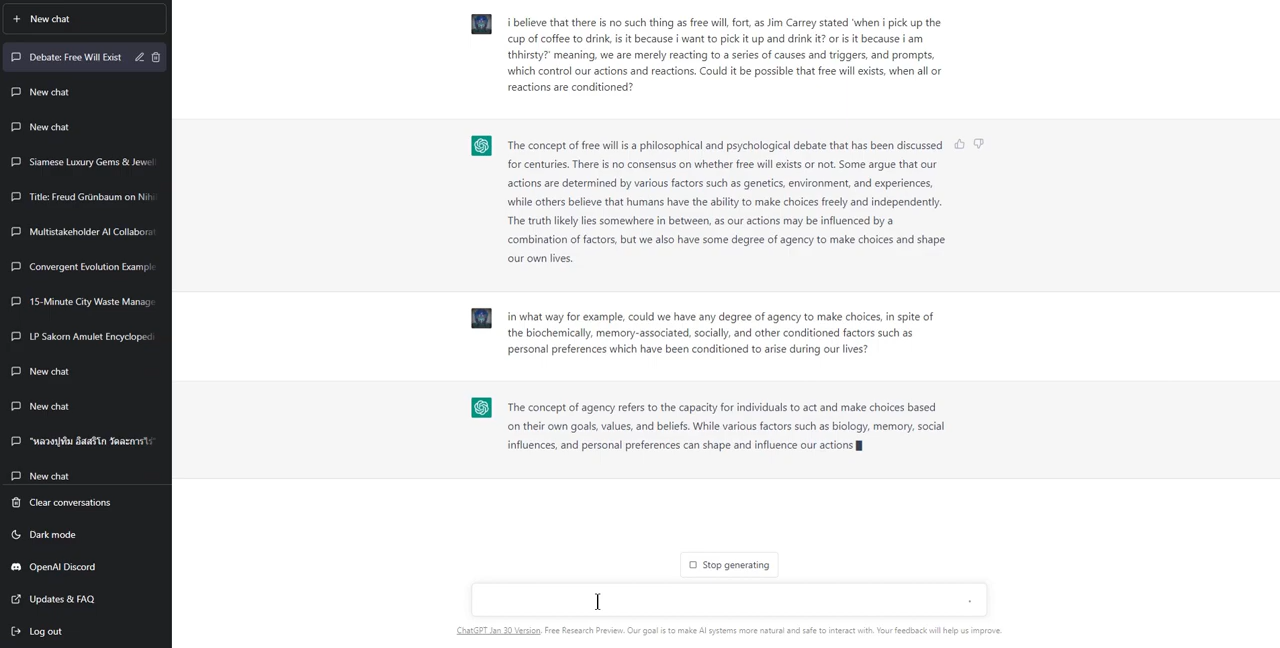 New chat
Debate: Free Will Exist
New chat
New chat
Siamese Luxury Gems & Jewel
Title: Freud Grünbaum on Nihi
Multistakeholder AI Collaborat
Convergent Evolution Example
15-Minute City Waste Manage
LP Sakorn Amulet Encyclopedi
New chat
New chat
"หลวงปู่ทิม อิสสริโก วัดละหารไร่"
New chat
Clear conversations
Dark mode
OpenAI Discord
Updates & FAQ
Log out
i believe that there is no such thing as free will, fort, as Jim Carrey stated 'when i pick up the
cup of coffee to drink, is it because i want to pick it up and drink it? or is it because i am
thhirsty?' meaning, we are merely reacting to a series of causes and triggers, and prompts,
which control our actions and reactions. Could it be possible that free will exists, when all or
reactions are conditioned?
The concept of free will is a philosophical and psychological debate that has been discussed
for centuries. There is no consensus on whether free will exists or not. Some argue that our
actions are determined by various factors such as genetics, environment, and experiences,
while others believe that humans have the ability to make choices freely and independently.
The truth likely lies somewhere in between, as our actions may be influenced by a
combination of factors, but we also have some degree of agency to make choices and shape
our own lives.
in what way for example, could we have any degree of agency to make choices, in spite of
the biochemically, memory-associated, socially, and other conditioned factors such as
personal preferences which have been conditioned to arise during our lives?
The concept of agency refers to the capacity for individuals to act and make choices based
on their own goals, values, and beliefs. While various factors such as biology, memory, social
influences, and personal preferences can shape and influence our actions
Stop generating
ChatGPT Jan 30 Version. Free Research Preview. Our goal is to make AI systems more natural and safe to interact with. Your feedback will help us improve.